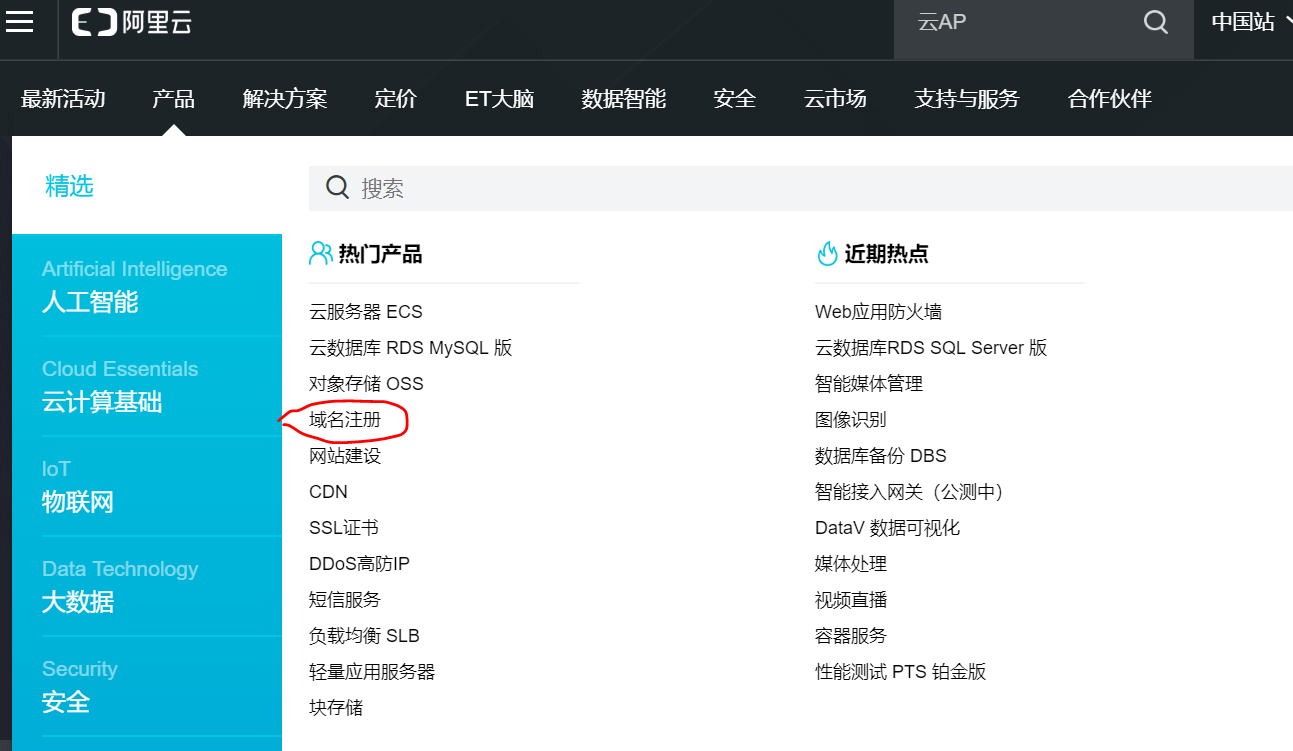 阿里云
云AP
中国站
最新活动 产品 解决方案 定价 ET大脑 数据智能 安全 云市场 支持与服务 合作伙伴
精选
搜索
Artificial Intelligence
人工智能
Cloud Essentials
云计算基础
IoT
物联网
Data Technology
大数据
Security
安全
热门产品
云服务器 ECS
云数据库 RDS MySQL 版
对象存储 OSS
域名注册
网站建设
CDN
SSL证书
DDoS高防IP
短信服务
负载均衡 SLB
轻量应用服务器
块存储
近期热点
Web应用防火墙
云数据库RDS SQL Server 版
智能媒体管理
图像识别
数据库备份 DBS
智能接入网关（公测中）
DataV 数据可视化
媒体处理
视频直播
容器服务
性能测试 PTS 铂金版